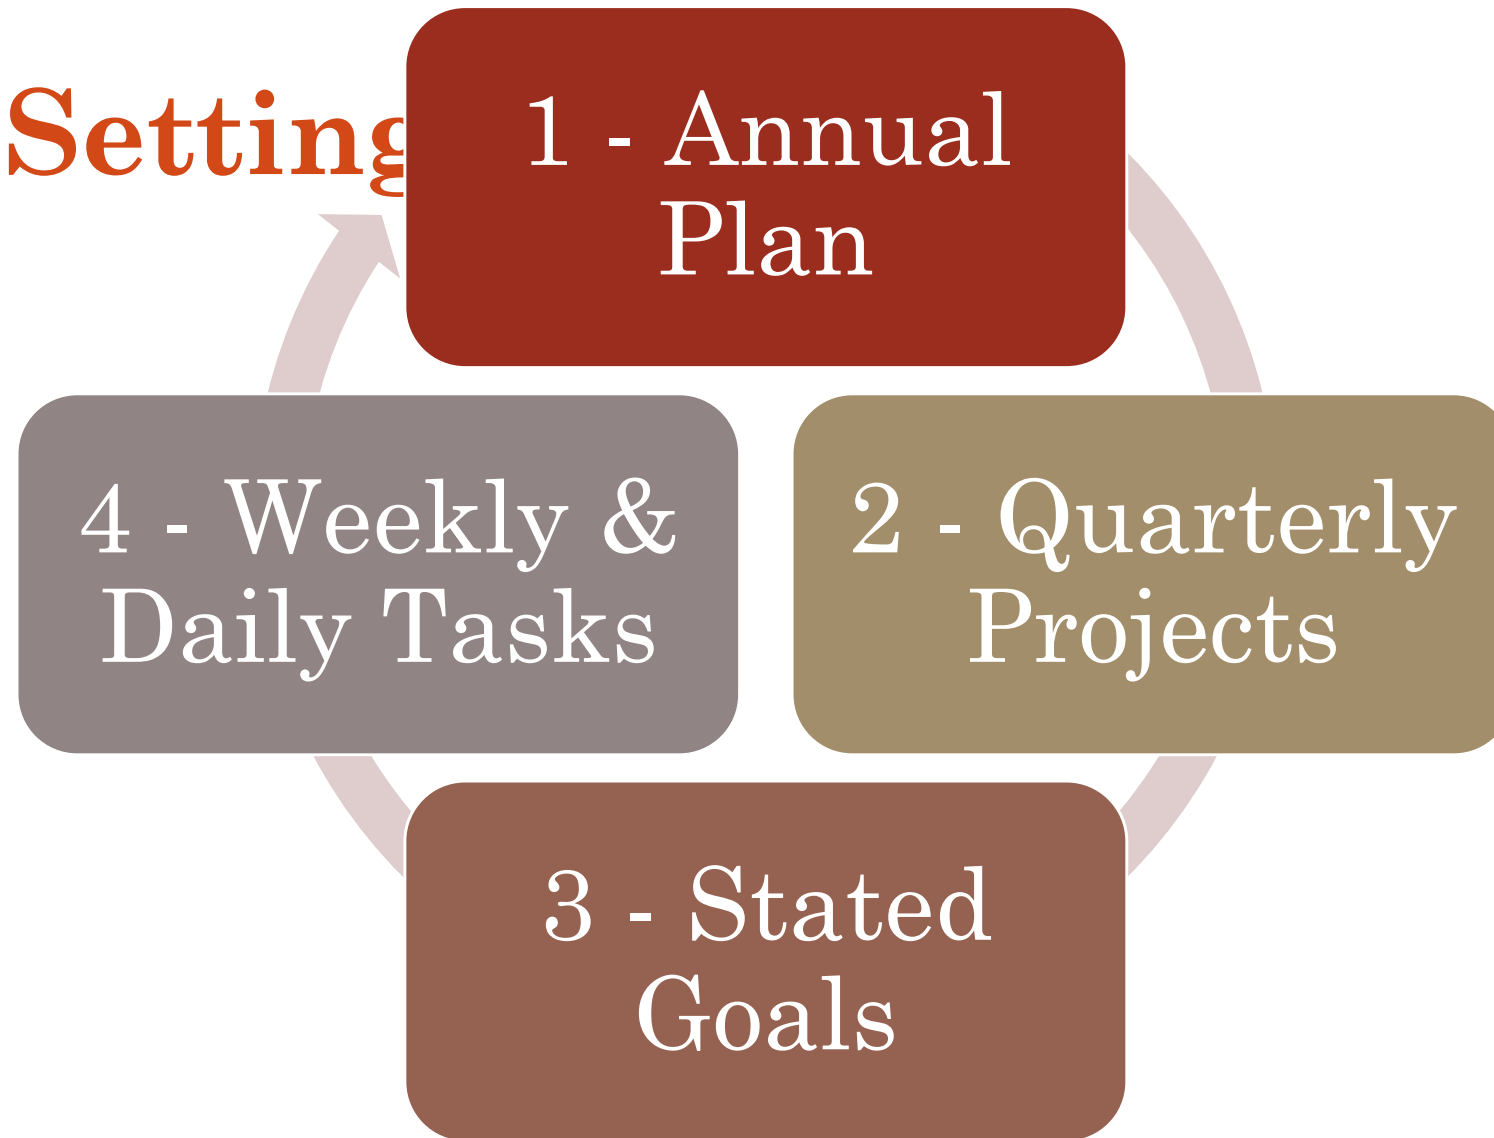 Setting
1 - Annual
Plan
2 - Quarterly
Projects
3 - Stated
Goals
4 - Weekly &
Daily Tasks